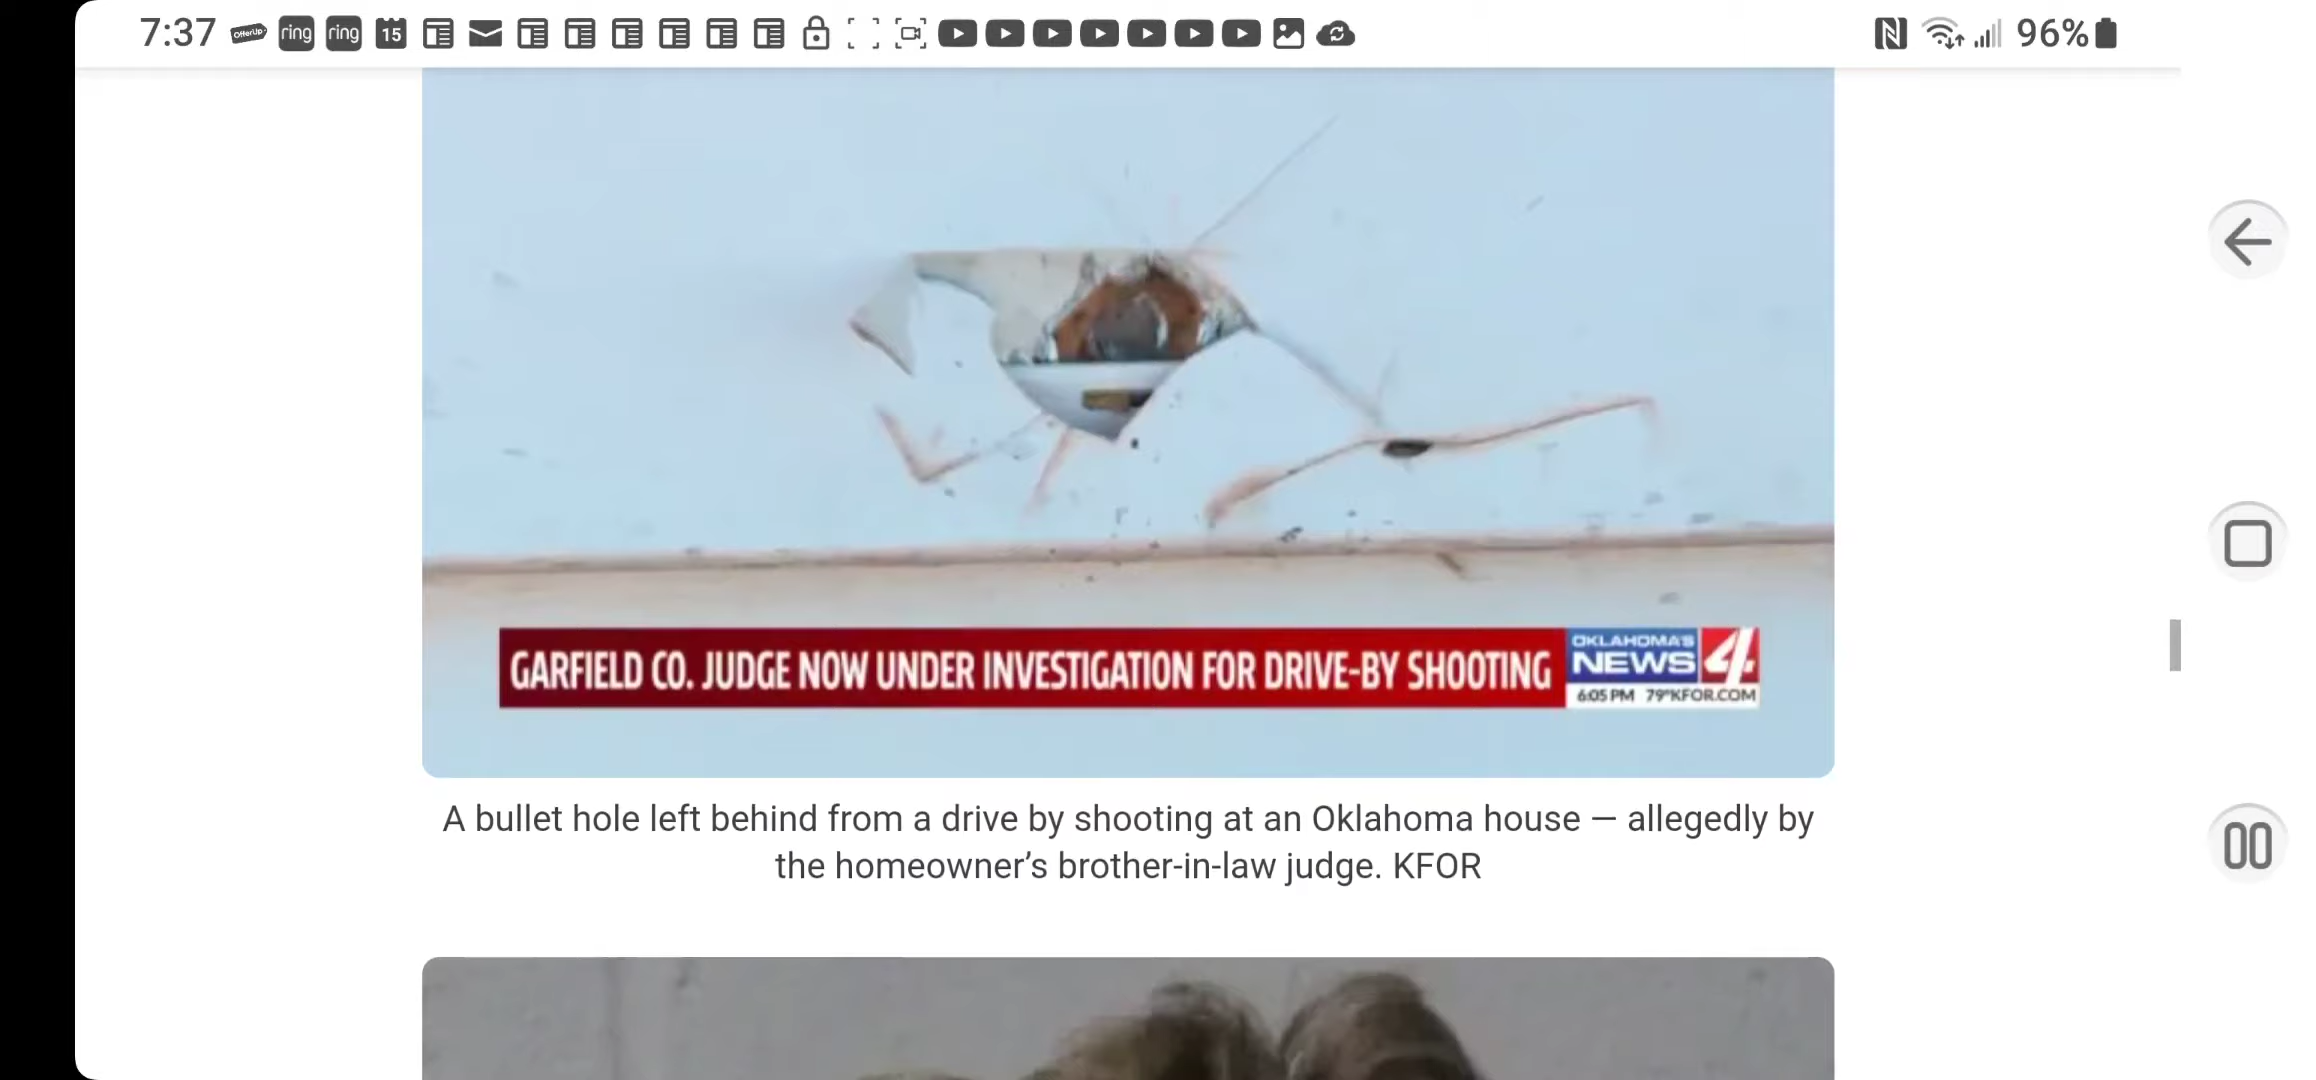 7:37 OfferUp ring ring 15 96%
GARFIELD CO. JUDGE NOW UNDER INVESTIGATION FOR DRIVE-BY SHOOTING
OKLAHOMA'S
NEWS 4
6:05 PM 79° KFOR.COM
A bullet hole left behind from a drive by shooting at an Oklahoma house — allegedly by
the homeowner’s brother-in-law judge. KFOR